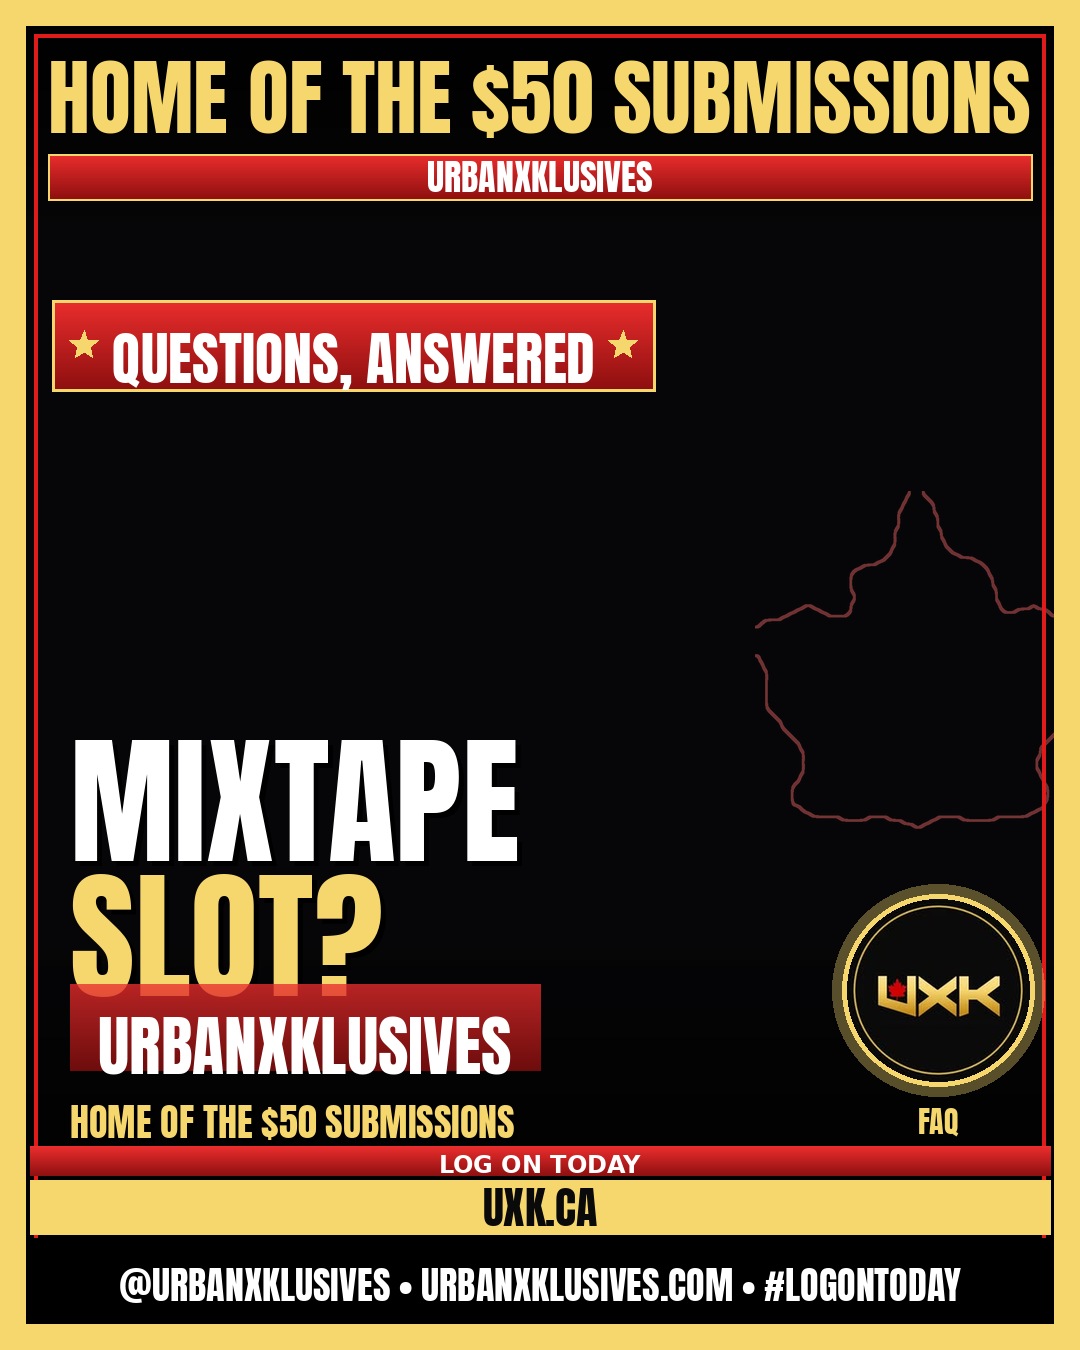 HOME OF THE $50 SUBMISSIONS
URBANXKLUSIVES
QUESTIONS, ANSWERED
MIXTAPE
SLOT?
URBANXKLUSIVES
UXK
HOME OF THE $50 SUBMISSIONS
FAQ
LOG ON TODAY
UXK.CA
@URBANXKLUSIVES • URBANXKLUSIVES.COM • #LOGONTODAY